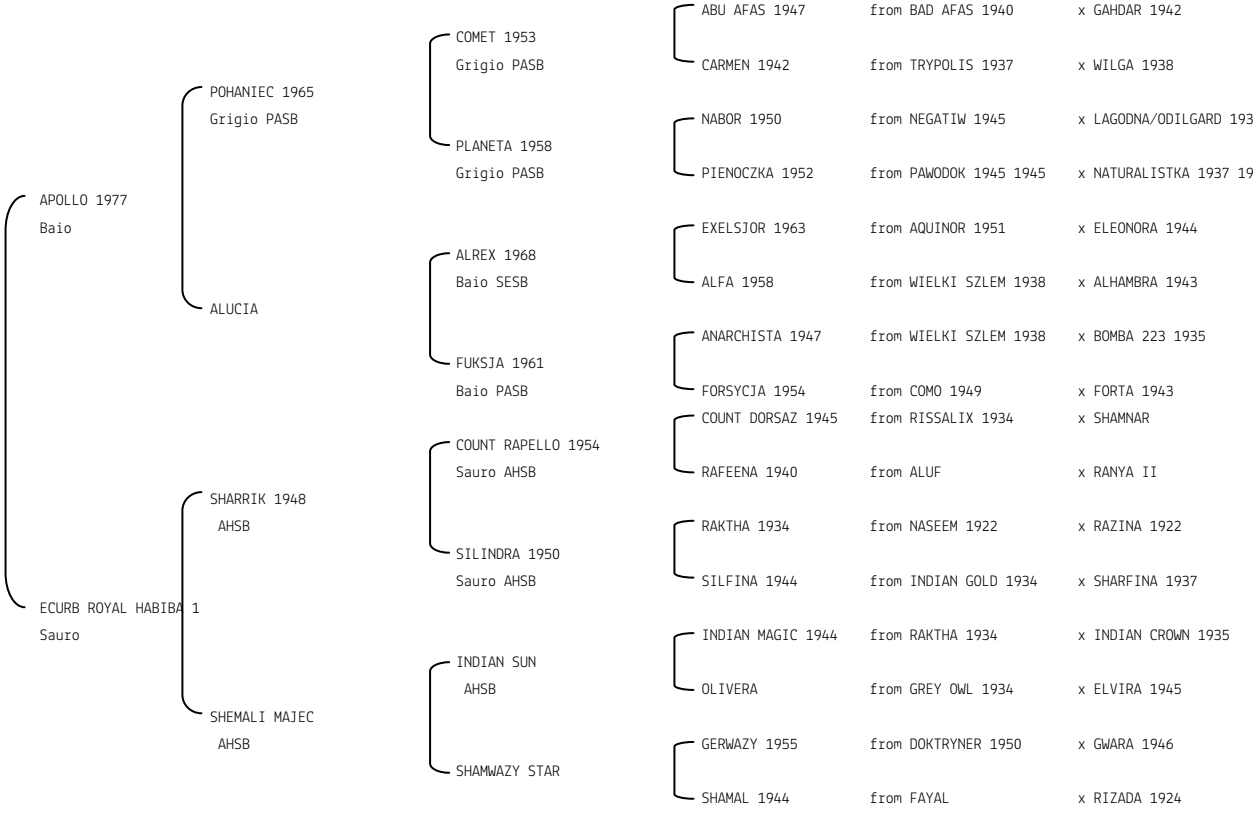 ABU AFAS 1947 from BAD AFAS 1940 x GAHDAR 1942
COMET 1953
Grigio PASB
CARMEN 1942 from TRYPOLIS 1937 x WILGA 1938
POHANIEC 1965
Grigio PASB
NABOR 1950 from NEGATIW 1945 x LAGODNA/ODILGARD 193
PLANETA 1958
Grigio PASB
PIENOCZKA 1952 from PAWODOK 1945 1945 x NATURALISTKA 1937 19
APOLLO 1977
Baio
EXELSJOR 1963 from AQUINOR 1951 x ELEONORA 1944
ALREX 1968
Baio SESB
ALFA 1958 from WIELKI SZLEM 1938 x ALHAMBRA 1943
ALUCIA
ANARCHISTA 1947 from WIELKI SZLEM 1938 x BOMBA 223 1935
FUKSJA 1961
Baio PASB
FORSYCJA 1954 from COMO 1949 x FORTA 1943
COUNT DORSAZ 1945 from RISSALIX 1934 x SHAMNAR
COUNT RAPELLO 1954
Sauro AHSB
RAFEENA 1940 from ALUF x RANYA II
SHARRIK 1948
AHSB
RAKTHA 1934 from NASEEM 1922 x RAZINA 1922
SILINDRA 1950
Sauro AHSB
SILFINA 1944 from INDIAN GOLD 1934 x SHARFINA 1937
ECURB ROYAL HABIBA 1
Sauro
INDIAN MAGIC 1944 from RAKTHA 1934 x INDIAN CROWN 1935
INDIAN SUN
AHSB
OLIVERA from GREY OWL 1934 x ELVIRA 1945
SHEMALI MAJEC
AHSB
GERWAZY 1955 from DOKTRYNER 1950 x GWARA 1946
SHAMWAZY STAR
SHAMAL 1944 from FAYAL x RIZADA 1924